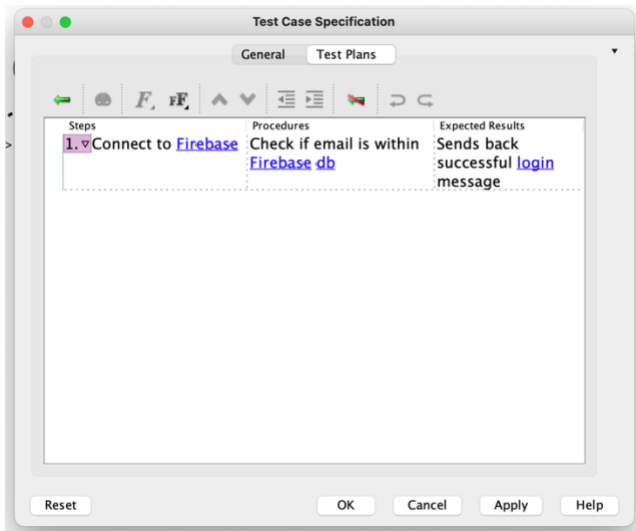 Test Case Specification
General Test Plans
F FF
Steps Procedures Expected Results
1. Connect to Firebase Check if email is within Sends back
Firebase db successful login
message
Reset OK Cancel Apply Help